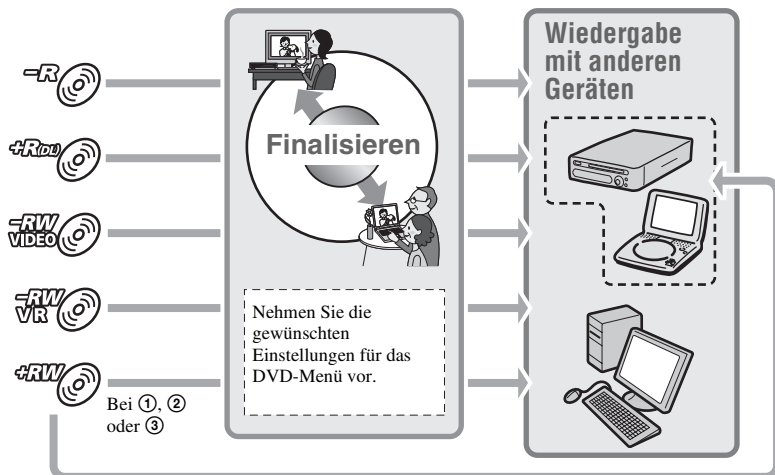 -R
+R(DL)
-RW
VIDEO
-RW
VR
+RW
Bei ①, ②
oder ③
Finalisieren
Nehmen Sie die
gewünschten
Einstellungen für das
DVD-Menü vor.
Wiedergabe
mit anderen
Geräten